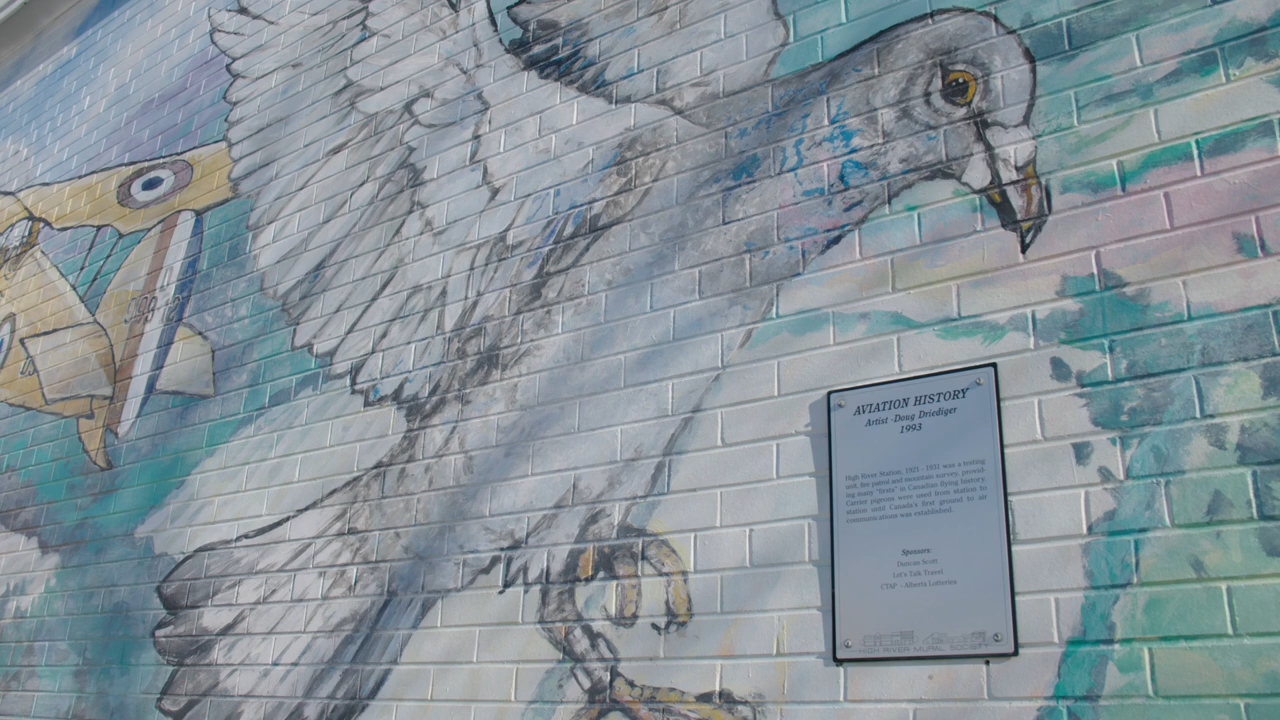 AVIATION HISTORY
Artist -Doug Driediger
1993
High River Station, 1921 - 1931 was a testing
unit, fire patrol and mountain survey, provid-
ing many "firsts" in Canadian flying history.
Carrier pigeons were used from station to
station until Canada's first ground to air
communications was established.
Sponsors:
Duncan Scott
Let's Talk Travel
CTAP - Alberta Lotteries
HIGH RIVER MURAL SOCIETY